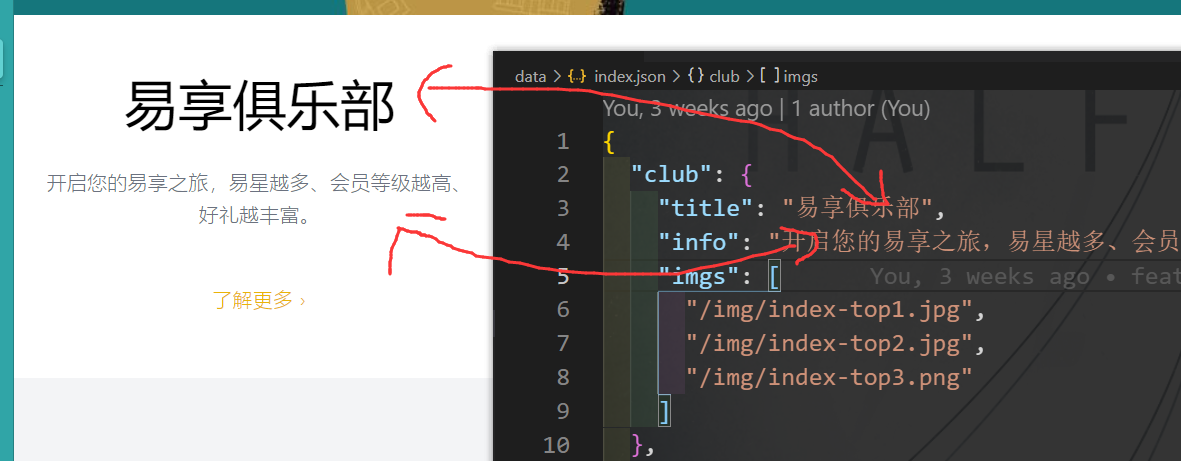 易享俱乐部
开启您的易享之旅，易星越多、会员等级越高、
好礼越丰富。
了解更多 ›
data > {..} index.json > {} club > [ ] imgs
You, 3 weeks ago | 1 author (You)
HALF
1 {
2 "club": {
3 "title": "易享俱乐部",
4 "info": "开启您的易享之旅，易星越多、会员
5 "imgs": [ You, 3 weeks ago • feat
6 "/img/index-top1.jpg",
7 "/img/index-top2.jpg",
8 "/img/index-top3.png"
9 ]
10 },